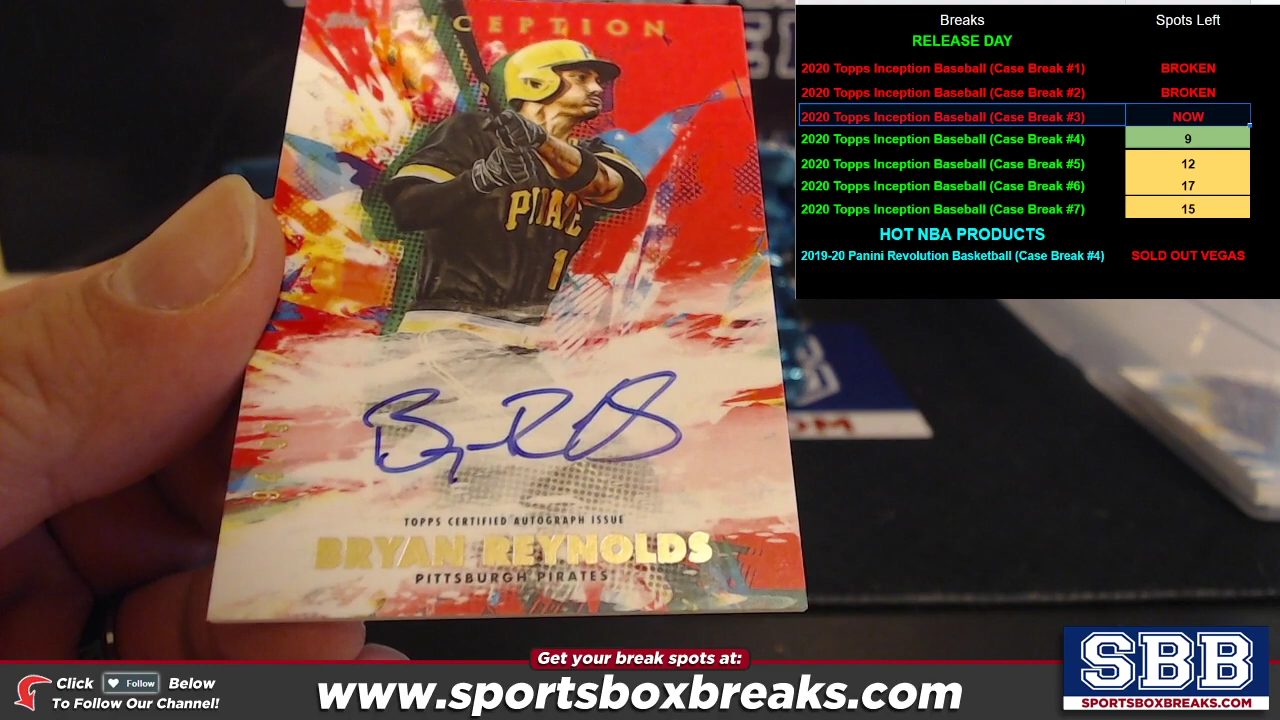 INCEPTION
PIRATE
1
TOPPS CERTIFIED AUTOGRAPH ISSUE
BRYAN REYNOLDS
PITTSBURGH PIRATES
Breaks Spots Left
RELEASE DAY
2020 Topps Inception Baseball (Case Break #1) BROKEN
2020 Topps Inception Baseball (Case Break #2) BROKEN
2020 Topps Inception Baseball (Case Break #3) NOW
2020 Topps Inception Baseball (Case Break #4) 9
2020 Topps Inception Baseball (Case Break #5) 12
2020 Topps Inception Baseball (Case Break #6) 17
2020 Topps Inception Baseball (Case Break #7) 15
HOT NBA PRODUCTS
2019-20 Panini Revolution Basketball (Case Break #4) SOLD OUT VEGAS
Get your break spots at:
Click Follow Below
To Follow Our Channel!
www.sportsboxbreaks.com
SBB
SPORTSBOXBREAKS.COM